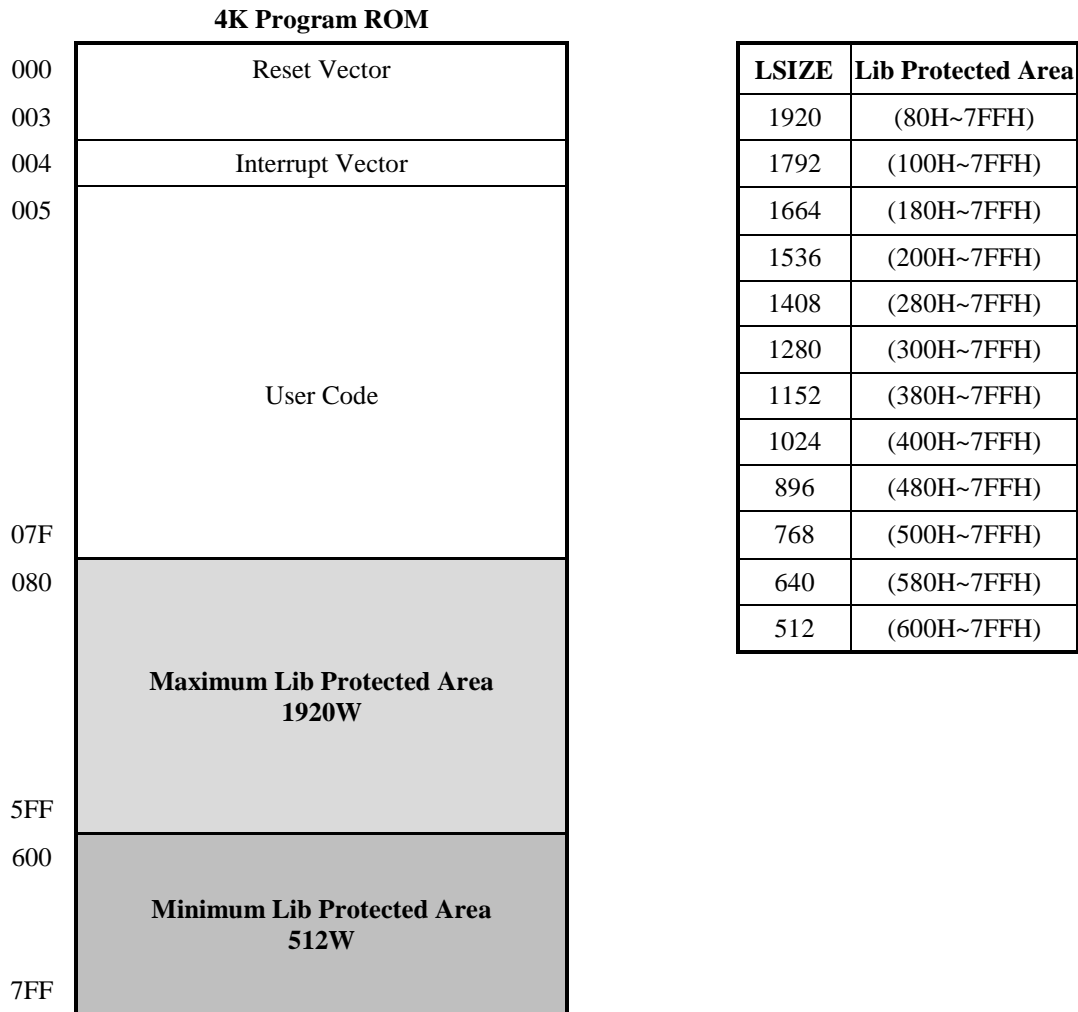 4K Program ROM
000 Reset Vector
003
004 Interrupt Vector
005
User Code
07F
080
Maximum Lib Protected Area
1920W
5FF
600
Minimum Lib Protected Area
512W
7FF
LSIZE Lib Protected Area
1920 (80H~7FFH)
1792 (100H~7FFH)
1664 (180H~7FFH)
1536 (200H~7FFH)
1408 (280H~7FFH)
1280 (300H~7FFH)
1152 (380H~7FFH)
1024 (400H~7FFH)
896 (480H~7FFH)
768 (500H~7FFH)
640 (580H~7FFH)
512 (600H~7FFH)